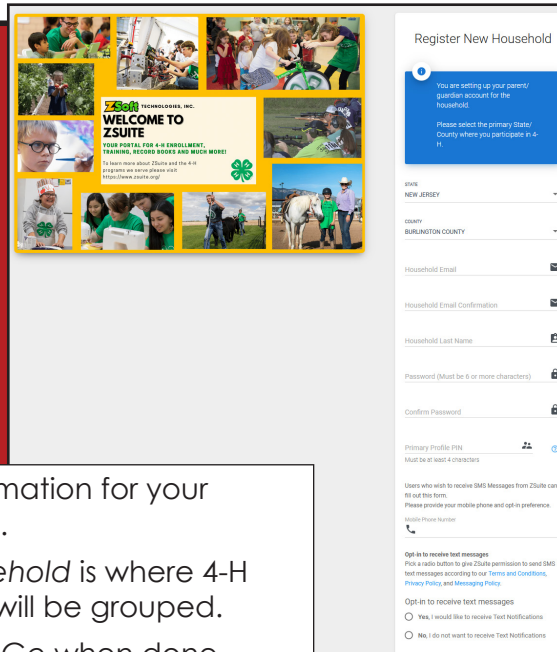 ZSoft TECHNOLOGIES, INC.
WELCOME TO
ZSUITE
YOUR PORTAL FOR 4-H ENROLLMENT,
TRAINING, RECORD BOOKS AND MUCH MORE!
To learn more about ZSuite and the 4-H
programs we serve please visit
https://www.zsuite.org/
Register New Household
You are setting up your parent/
guardian account for the
household.
Please select the primary State/
County where you participate in 4-
H.
STATE
NEW JERSEY
COUNTY
BURLINGTON COUNTY
Household Email
Household Email Confirmation
Household Last Name
Password (Must be 6 or more characters)
Confirm Password
Primary Profile PIN
Must be at least 4 characters
Users who wish to receive SMS Messages from ZSuite can
fill out this form.
Please provide your mobile phone and opt-in preference.
Mobile Phone Number
Opt-in to receive text messages
Pick a radio button to give ZSuite permission to send SMS
text messages according to our Terms and Conditions,
Privacy Policy, and Messaging Policy.
Opt-in to receive text messages
Yes, I would like to receive Text Notifications
No, I do not want to receive Text Notifications
mation for your
.
ehold is where 4-H
will be grouped.
Go when done